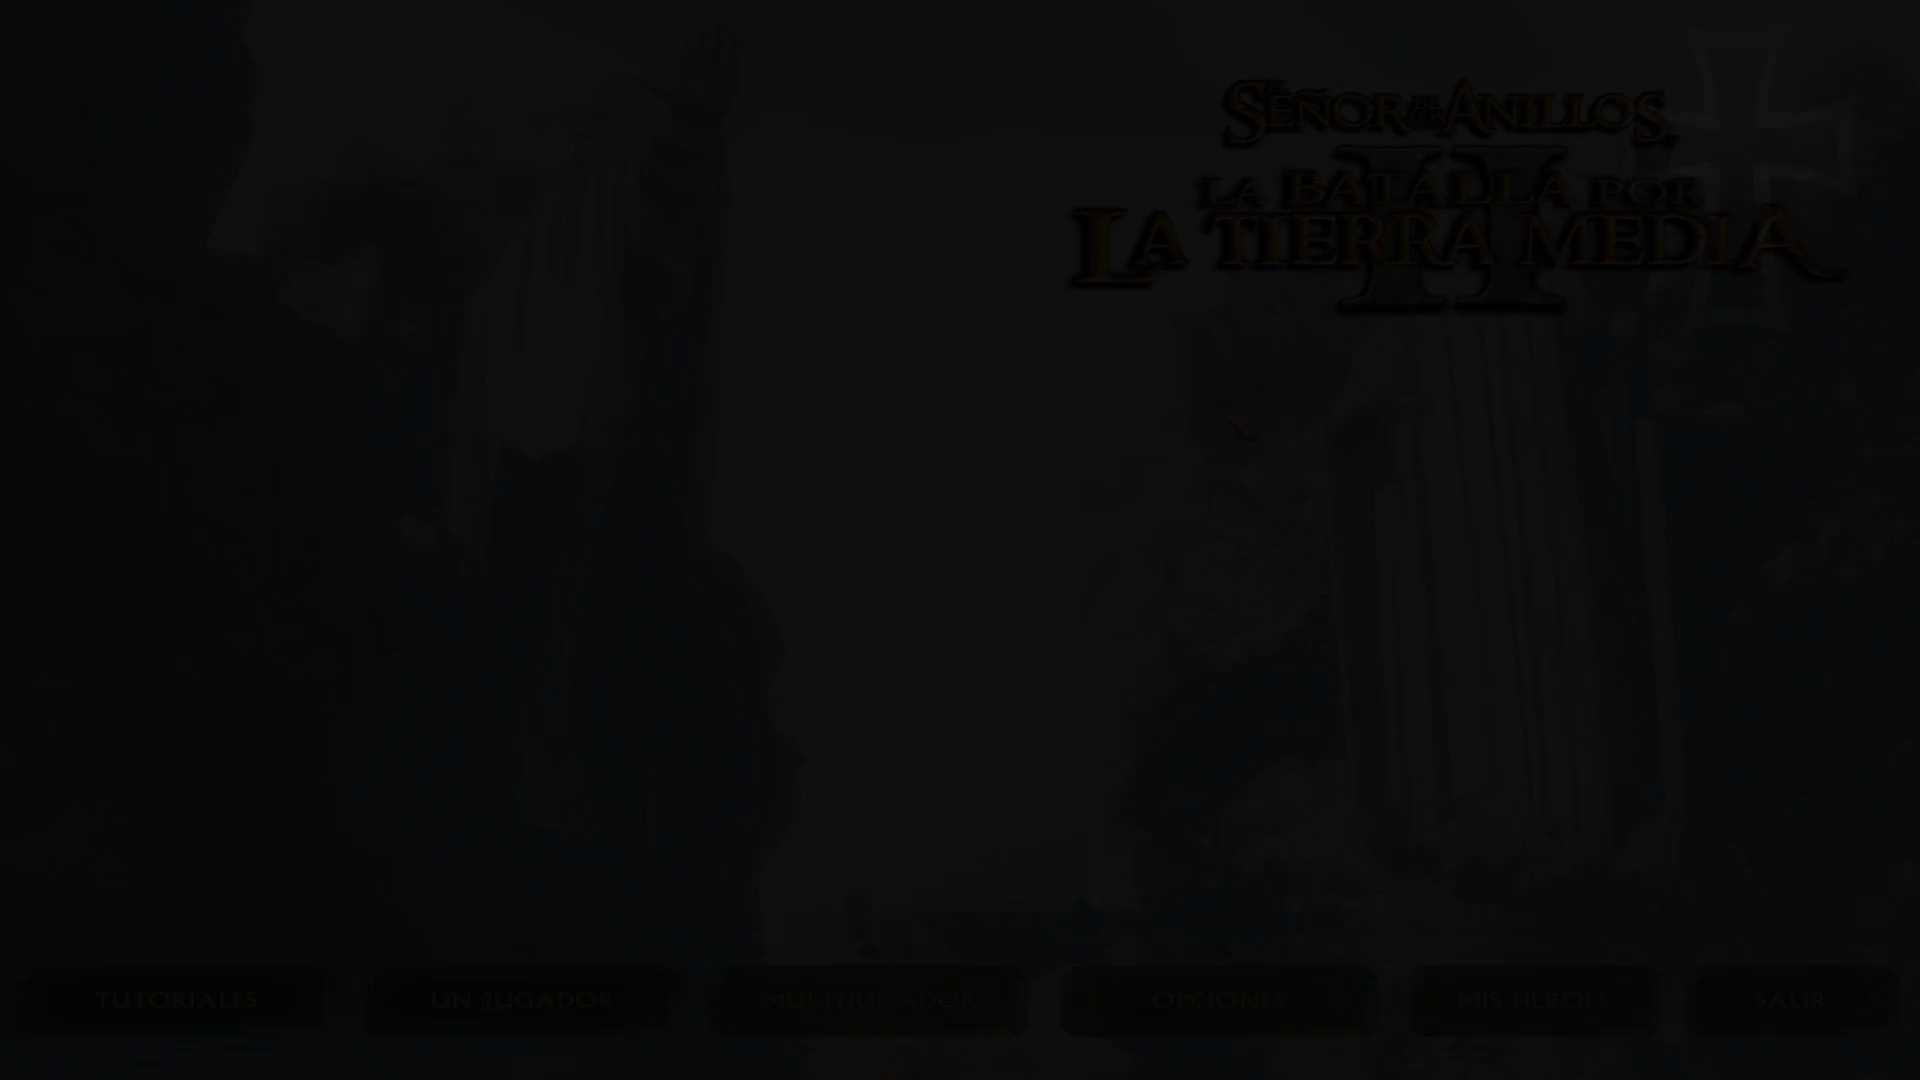 EL
SEÑOR DE LOS ANILLOS
II
LA BATALLA POR
LA TIERRA MEDIA
TUTORIALES
UN JUGADOR
MULTIJUGADOR
OPCIONES
MIS HEROES
SALIR